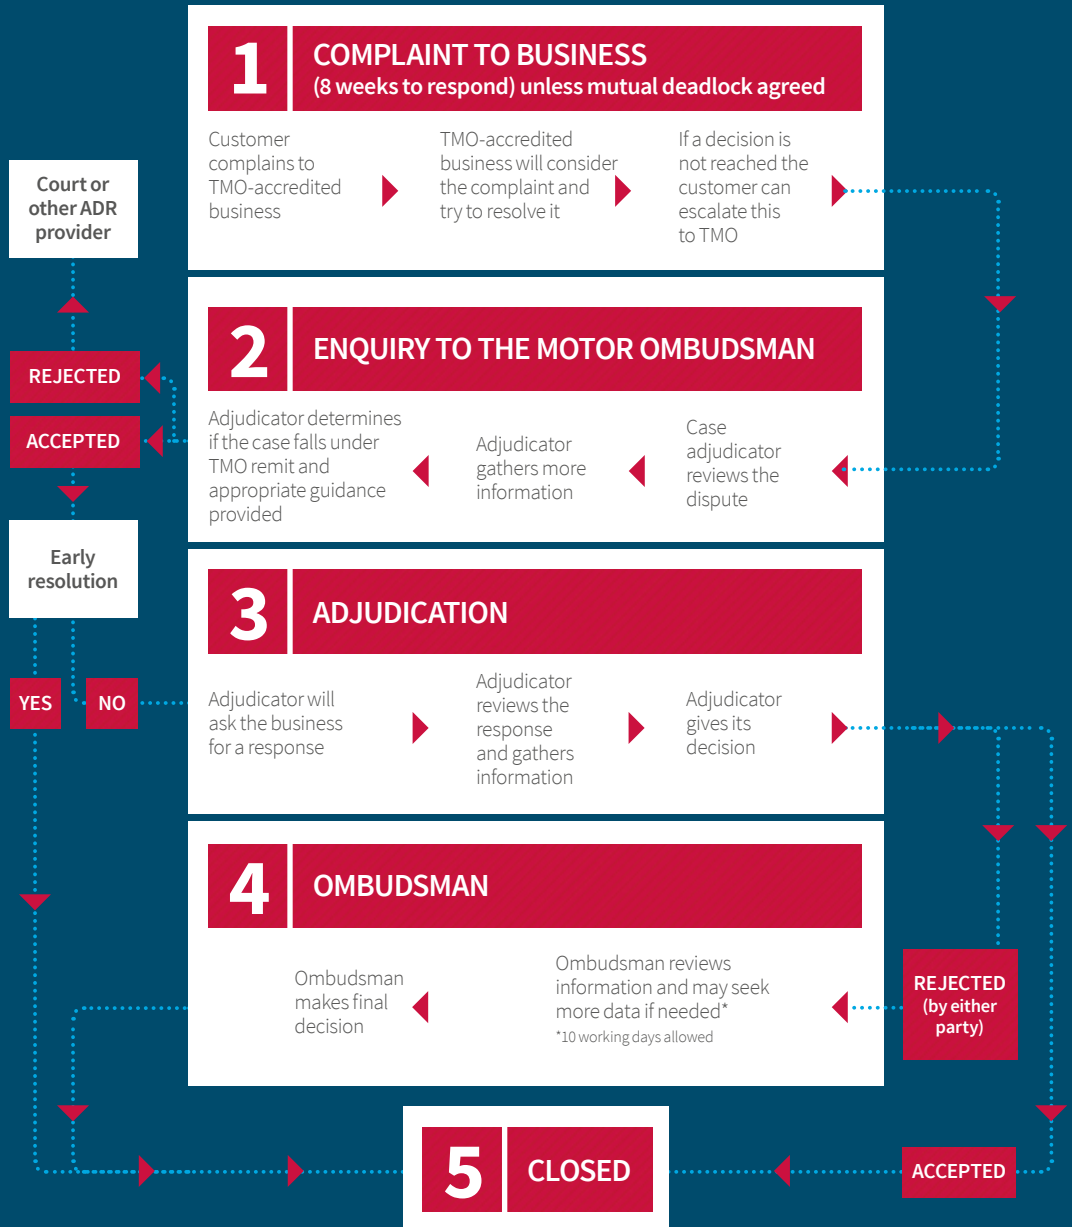 1
COMPLAINT TO BUSINESS
(8 weeks to respond) unless mutual deadlock agreed
Customer
complains to
TMO-accredited
business
TMO-accredited
business will consider
the complaint and
try to resolve it
If a decision is
not reached the
customer can
escalate this
to TMO
Court or
other ADR
provider
2
ENQUIRY TO THE MOTOR OMBUDSMAN
REJECTED
ACCEPTED
Adjudicator determines
if the case falls under
TMO remit and
appropriate guidance
provided
Adjudicator
gathers more
information
Case
adjudicator
reviews the
dispute
Early
resolution
YES
NO
3
ADJUDICATION
Adjudicator will
ask the business
for a response
Adjudicator
reviews the
response
and gathers
information
Adjudicator
gives its
decision
4
OMBUDSMAN
Ombudsman
makes final
decision
Ombudsman reviews
information and may seek
more data if needed*
*10 working days allowed
REJECTED
(by either
party)
5
CLOSED
ACCEPTED